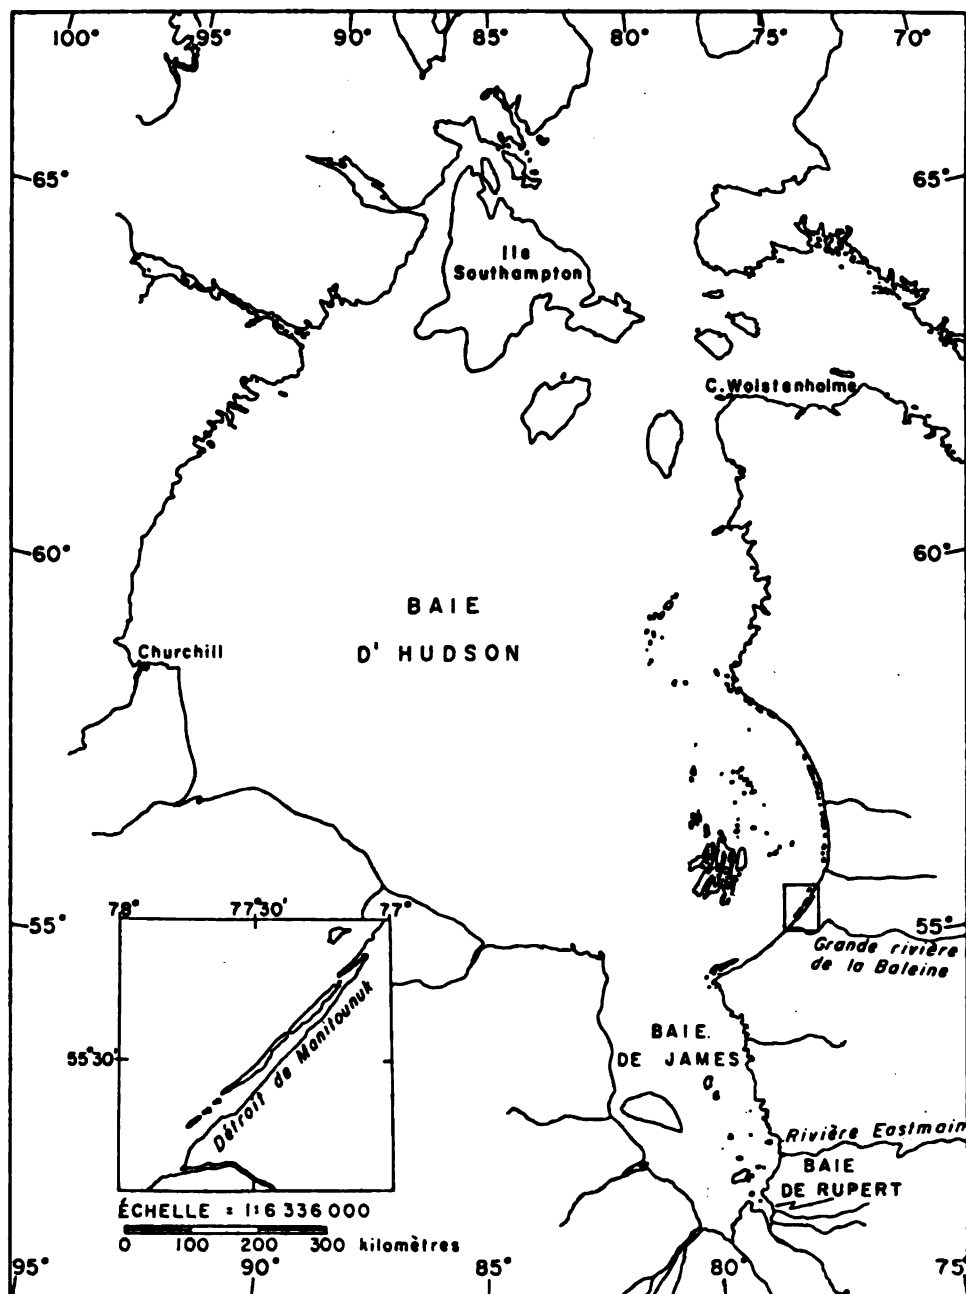 100° 95° 90° 85° 80° 75° 70°
65° 65°
Ile
Southampton
C. Wolstenholme
60° 60°
BAIE
D' HUDSON
Churchill
55° 55°
Grande rivière
de la Baleine
78° 77°30' 77°
55°30'
Détroit de Manitounuk
BAIE
DE JAMES
Rivière Eastmain
BAIE
DE RUPERT
ÉCHELLE = 1:6 336 000
0 100 200 300 kilomètres
95° 90° 85° 80° 75°